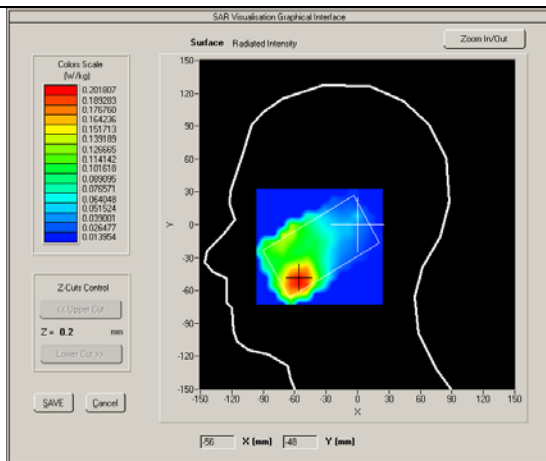 SAR Visualisation Graphical Interface
Surface Radiated Intensity
Zoom In/Out
Colors Scale
(W/kg)
0.201807
0.189283
0.176760
0.164236
0.151713
0.139189
0.126665
0.114142
0.101618
0.089095
0.076571
0.064048
0.051524
0.039001
0.026477
0.013954
Z-Cuts Control
<< Upper Cut
Z = 0.2 mm
Lower Cut >>
SAVE Cancel
150
120
90
60
30
0
-30
-60
-90
-120
-150
Y
-150 -120 -90 -60 -30 0 30 60 90 120 150
X
-56 X (mm) -48 Y (mm)